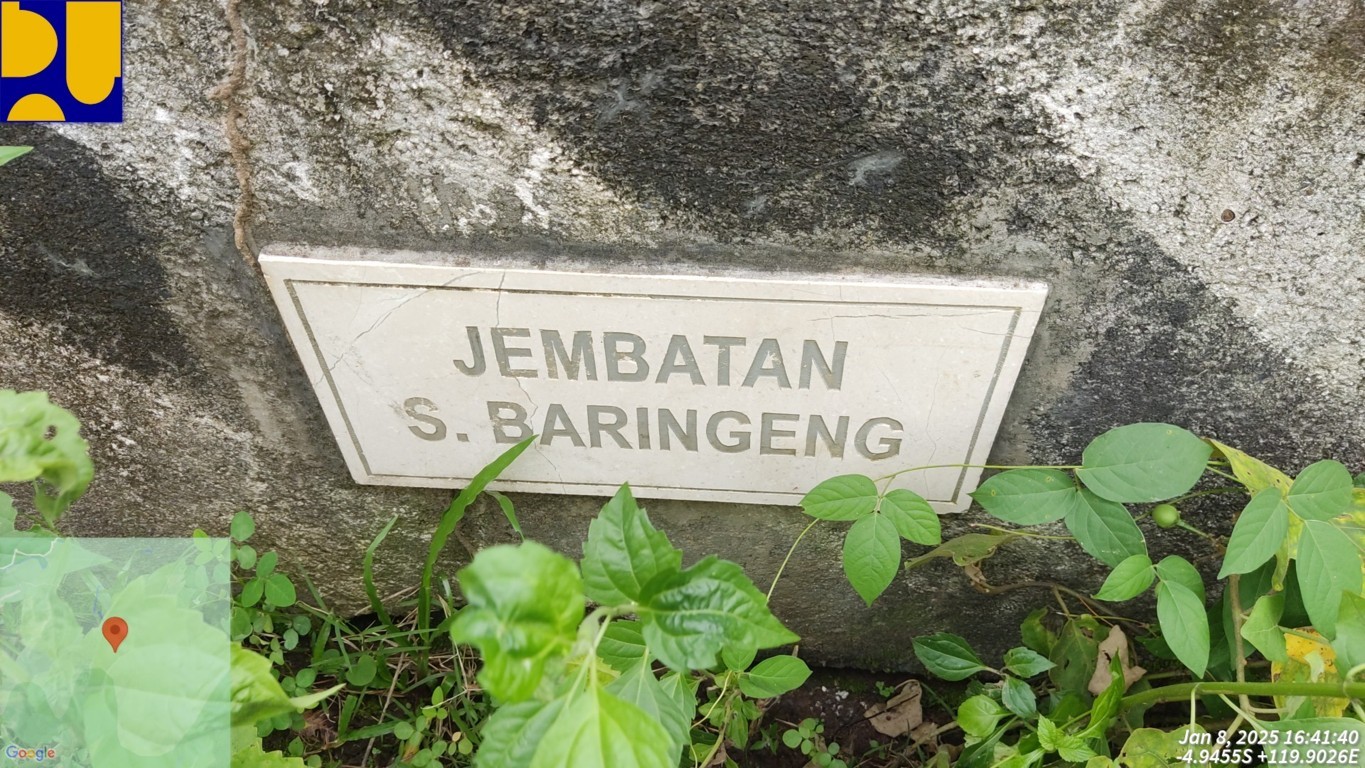 JEMBATAN
S. BARINGENG
Google
Jan 8, 2025 16:41:40
-4.9455S +119.9026E